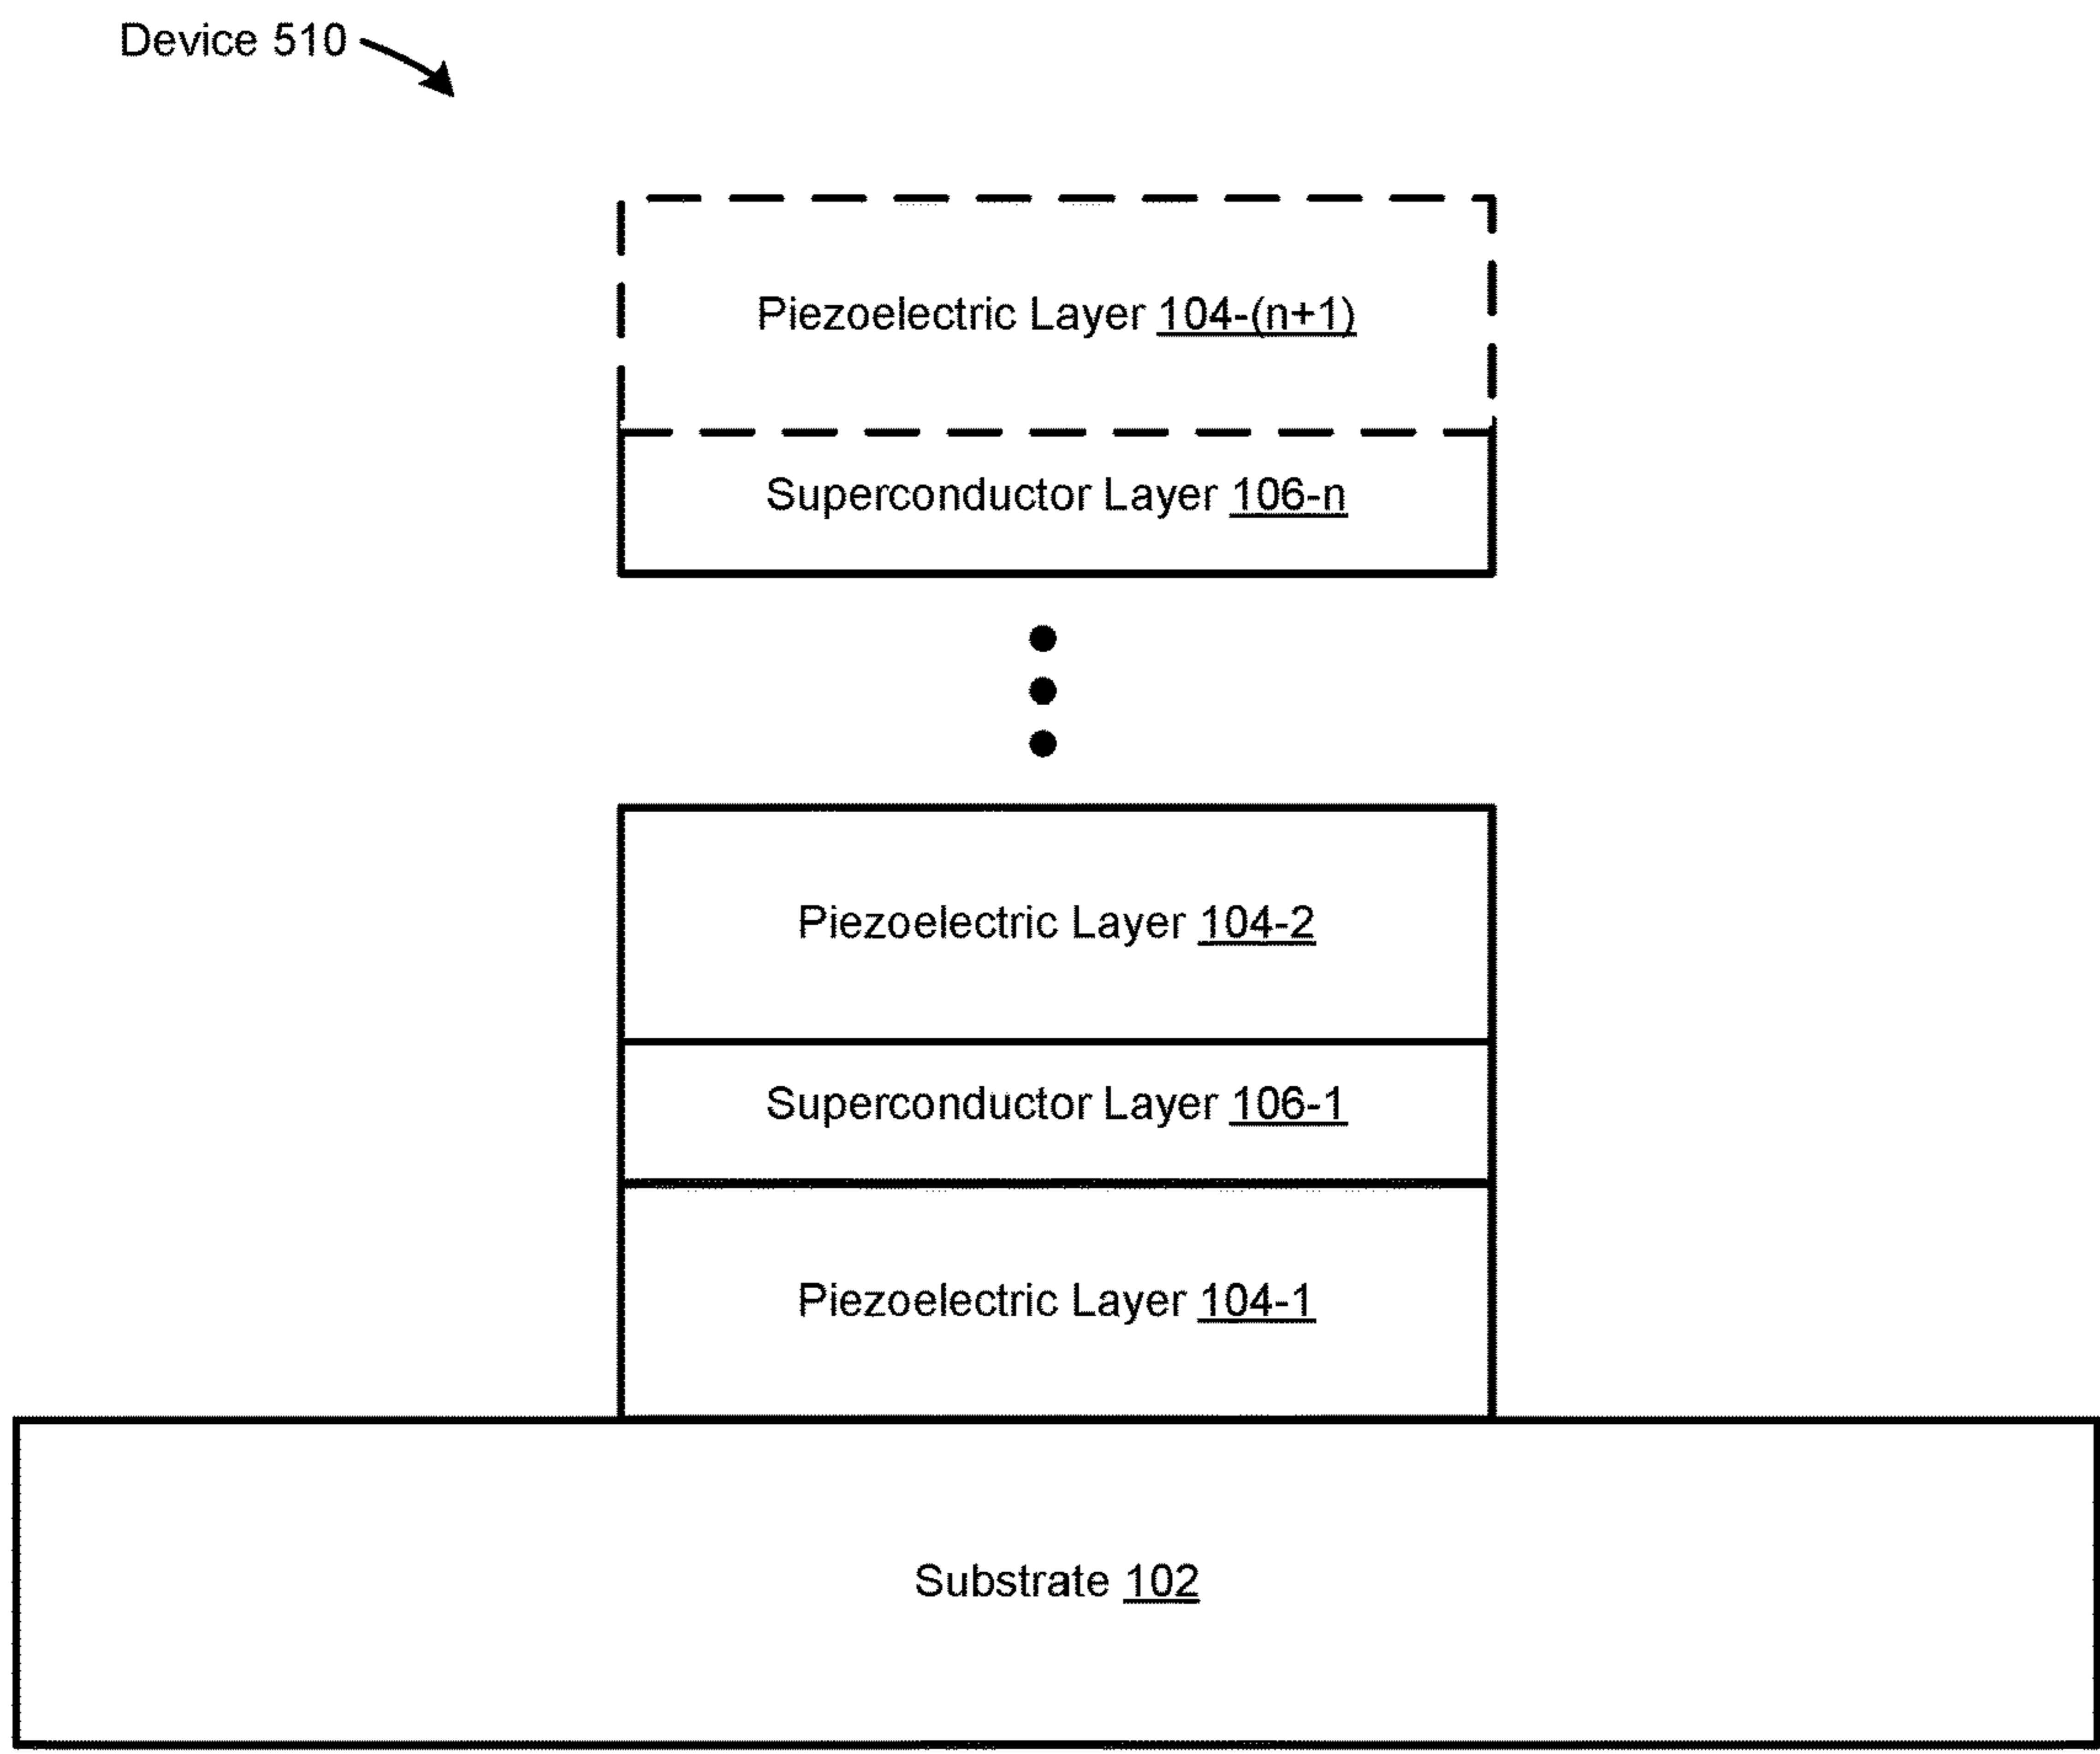 Device 510
Piezoelectric Layer 104-(n+1)
Superconductor Layer 106-n
Piezoelectric Layer 104-2
Superconductor Layer 106-1
Piezoelectric Layer 104-1
Substrate 102